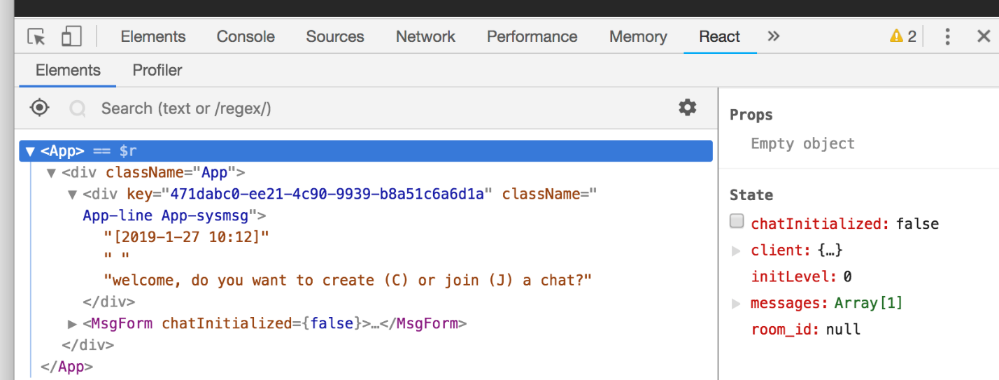 Elements Console Sources Network Performance Memory React » 2
Elements Profiler
Search (text or /regex/)
▼ <App> == $r
▼ <div className="App">
▼ <div key="471dabc0-ee21-4c90-9939-b8a51c6a6d1a" className="
App-line App-sysmsg">
"[2019-1-27 10:12]"
" "
"welcome, do you want to create (C) or join (J) a chat?"
</div>
▶ <MsgForm chatInitialized={false}>…</MsgForm>
</div>
</App>
Props
Empty object
State
chatInitialized: false
▶ client: {…}
initLevel: 0
▶ messages: Array[1]
room_id: null